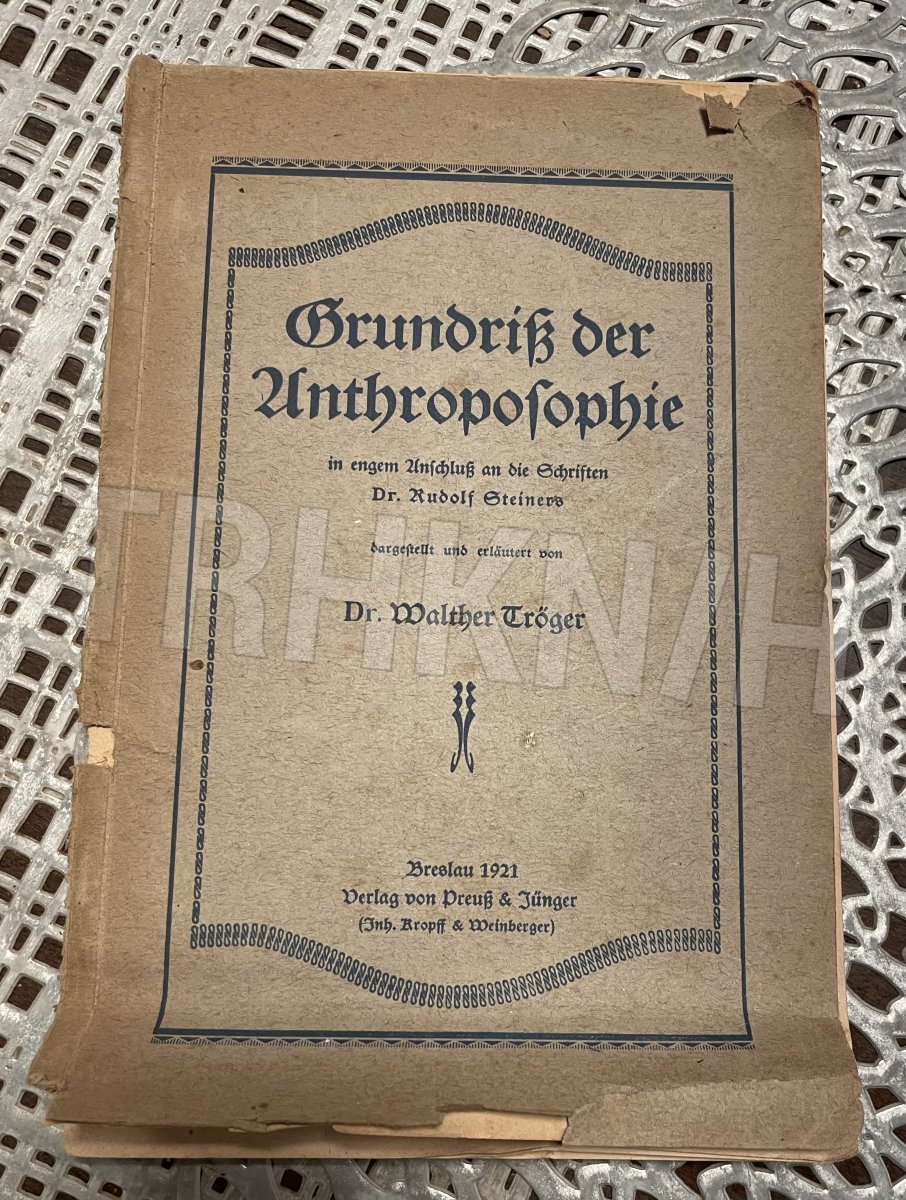 Grundriß der
Anthroposophie
in engem Anschluß an die Schriften
Dr. Rudolf Steiners
dargestellt und erläutert von
Dr. Walther Tröger
Breslau 1921
Verlag von Preuß & Jünger
(Inh. Kropff & Weinberger)
TRHKN/H